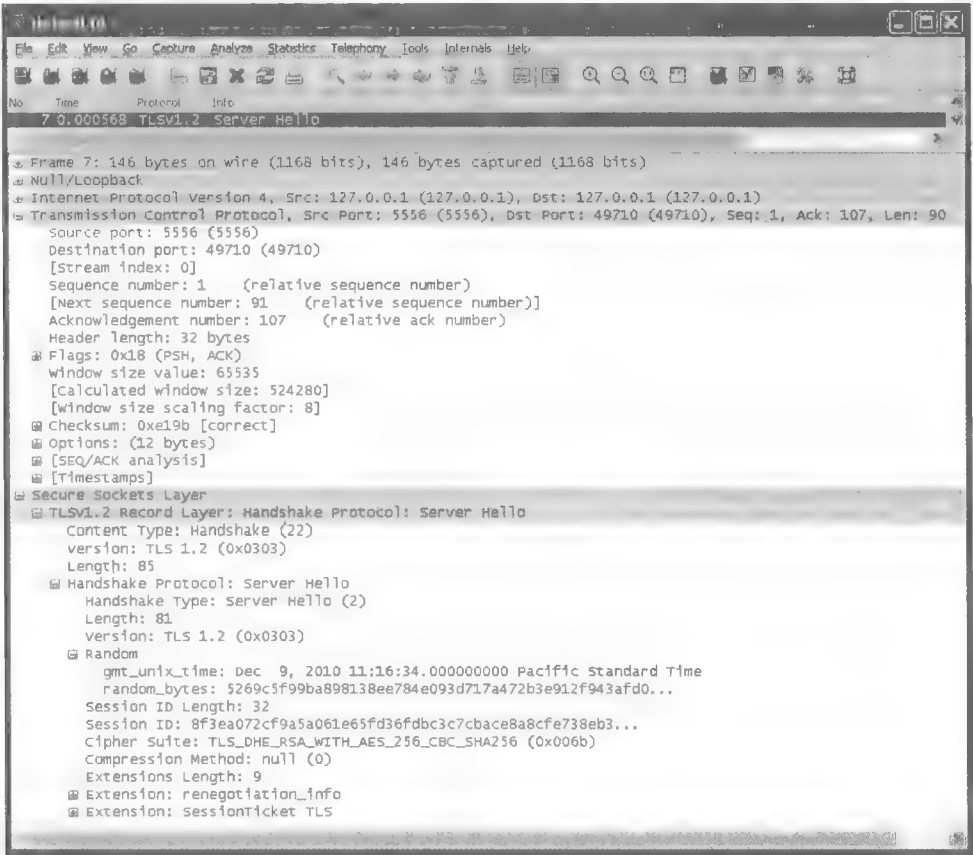 File Edit View Go Capture Analyze Statistics Telephony Tools Internals Help
No Time Protocol Info
7 0.000568 TLSv1.2 Server Hello
Frame 7: 146 bytes on wire (1168 bits), 146 bytes captured (1168 bits)
Null/Loopback
Internet Protocol Version 4, Src: 127.0.0.1 (127.0.0.1), Dst: 127.0.0.1 (127.0.0.1)
Transmission Control Protocol, Src Port: 5556 (5556), Dst Port: 49710 (49710), Seq: 1, Ack: 107, Len: 90
Source port: 5556 (5556)
Destination port: 49710 (49710)
[Stream index: 0]
Sequence number: 1 (relative sequence number)
[Next sequence number: 91 (relative sequence number)]
Acknowledgement number: 107 (relative ack number)
Header length: 32 bytes
Flags: 0x18 (PSH, ACK)
Window size value: 65535
[Calculated window size: 524280]
[Window size scaling factor: 8]
Checksum: 0xe19b [correct]
Options: (12 bytes)
[SEQ/ACK analysis]
[Timestamps]
Secure Sockets Layer
TLSv1.2 Record Layer: Handshake Protocol: Server Hello
Content Type: Handshake (22)
Version: TLS 1.2 (0x0303)
Length: 85
Handshake Protocol: Server Hello
Handshake Type: Server Hello (2)
Length: 81
Version: TLS 1.2 (0x0303)
Random
gmt_unix_time: Dec 9, 2010 11:16:34.000000000 Pacific Standard Time
random_bytes: 5269c5f99ba898138ee784e093d717a472b3e912f943afd0...
Session ID Length: 32
Session ID: 8f3ea072cf9a5a061e65fd36fdbc3c7cbace8a8cfe738eb3...
Cipher Suite: TLS_DHE_RSA_WITH_AES_256_CBC_SHA256 (0x006b)
Compression Method: null (0)
Extensions Length: 9
Extension: renegotiation_info
Extension: SessionTicket TLS